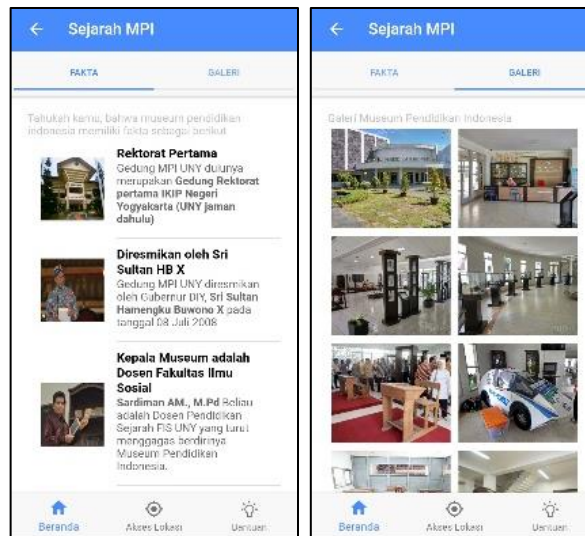 Sejarah MPI
FAKTA GALERI
Tahukah kamu, bahwa museum pendidikan
indonesia memiliki fakta sebagai berikut
Rektorat Pertama
Gedung MPI UNY dulunya
merupakan Gedung Rektorat
pertama IKIP Negeri
Yogyakarta (UNY jaman
dahulu)
Diresmikan oleh Sri
Sultan HB X
Gedung MPI UNY diresmikan
oleh Gubernur DIY, Sri Sultan
Hamengku Buwono X pada
tanggal 08 Juli 2008
Kepala Museum adalah
Dosen Fakultas Ilmu
Sosial
Sardiman AM., M.Pd Beliau
adalah Dosen Pendidikan
Sejarah FIS UNY yang turut
menggagas berdirinya
Museum Pendidikan
Indonesia.
Beranda Akses Lokasi Bantuan
Sejarah MPI
FAKTA GALERI
Galeri Museum Pendidikan Indonesia
Beranda Akses Lokasi Bantuan